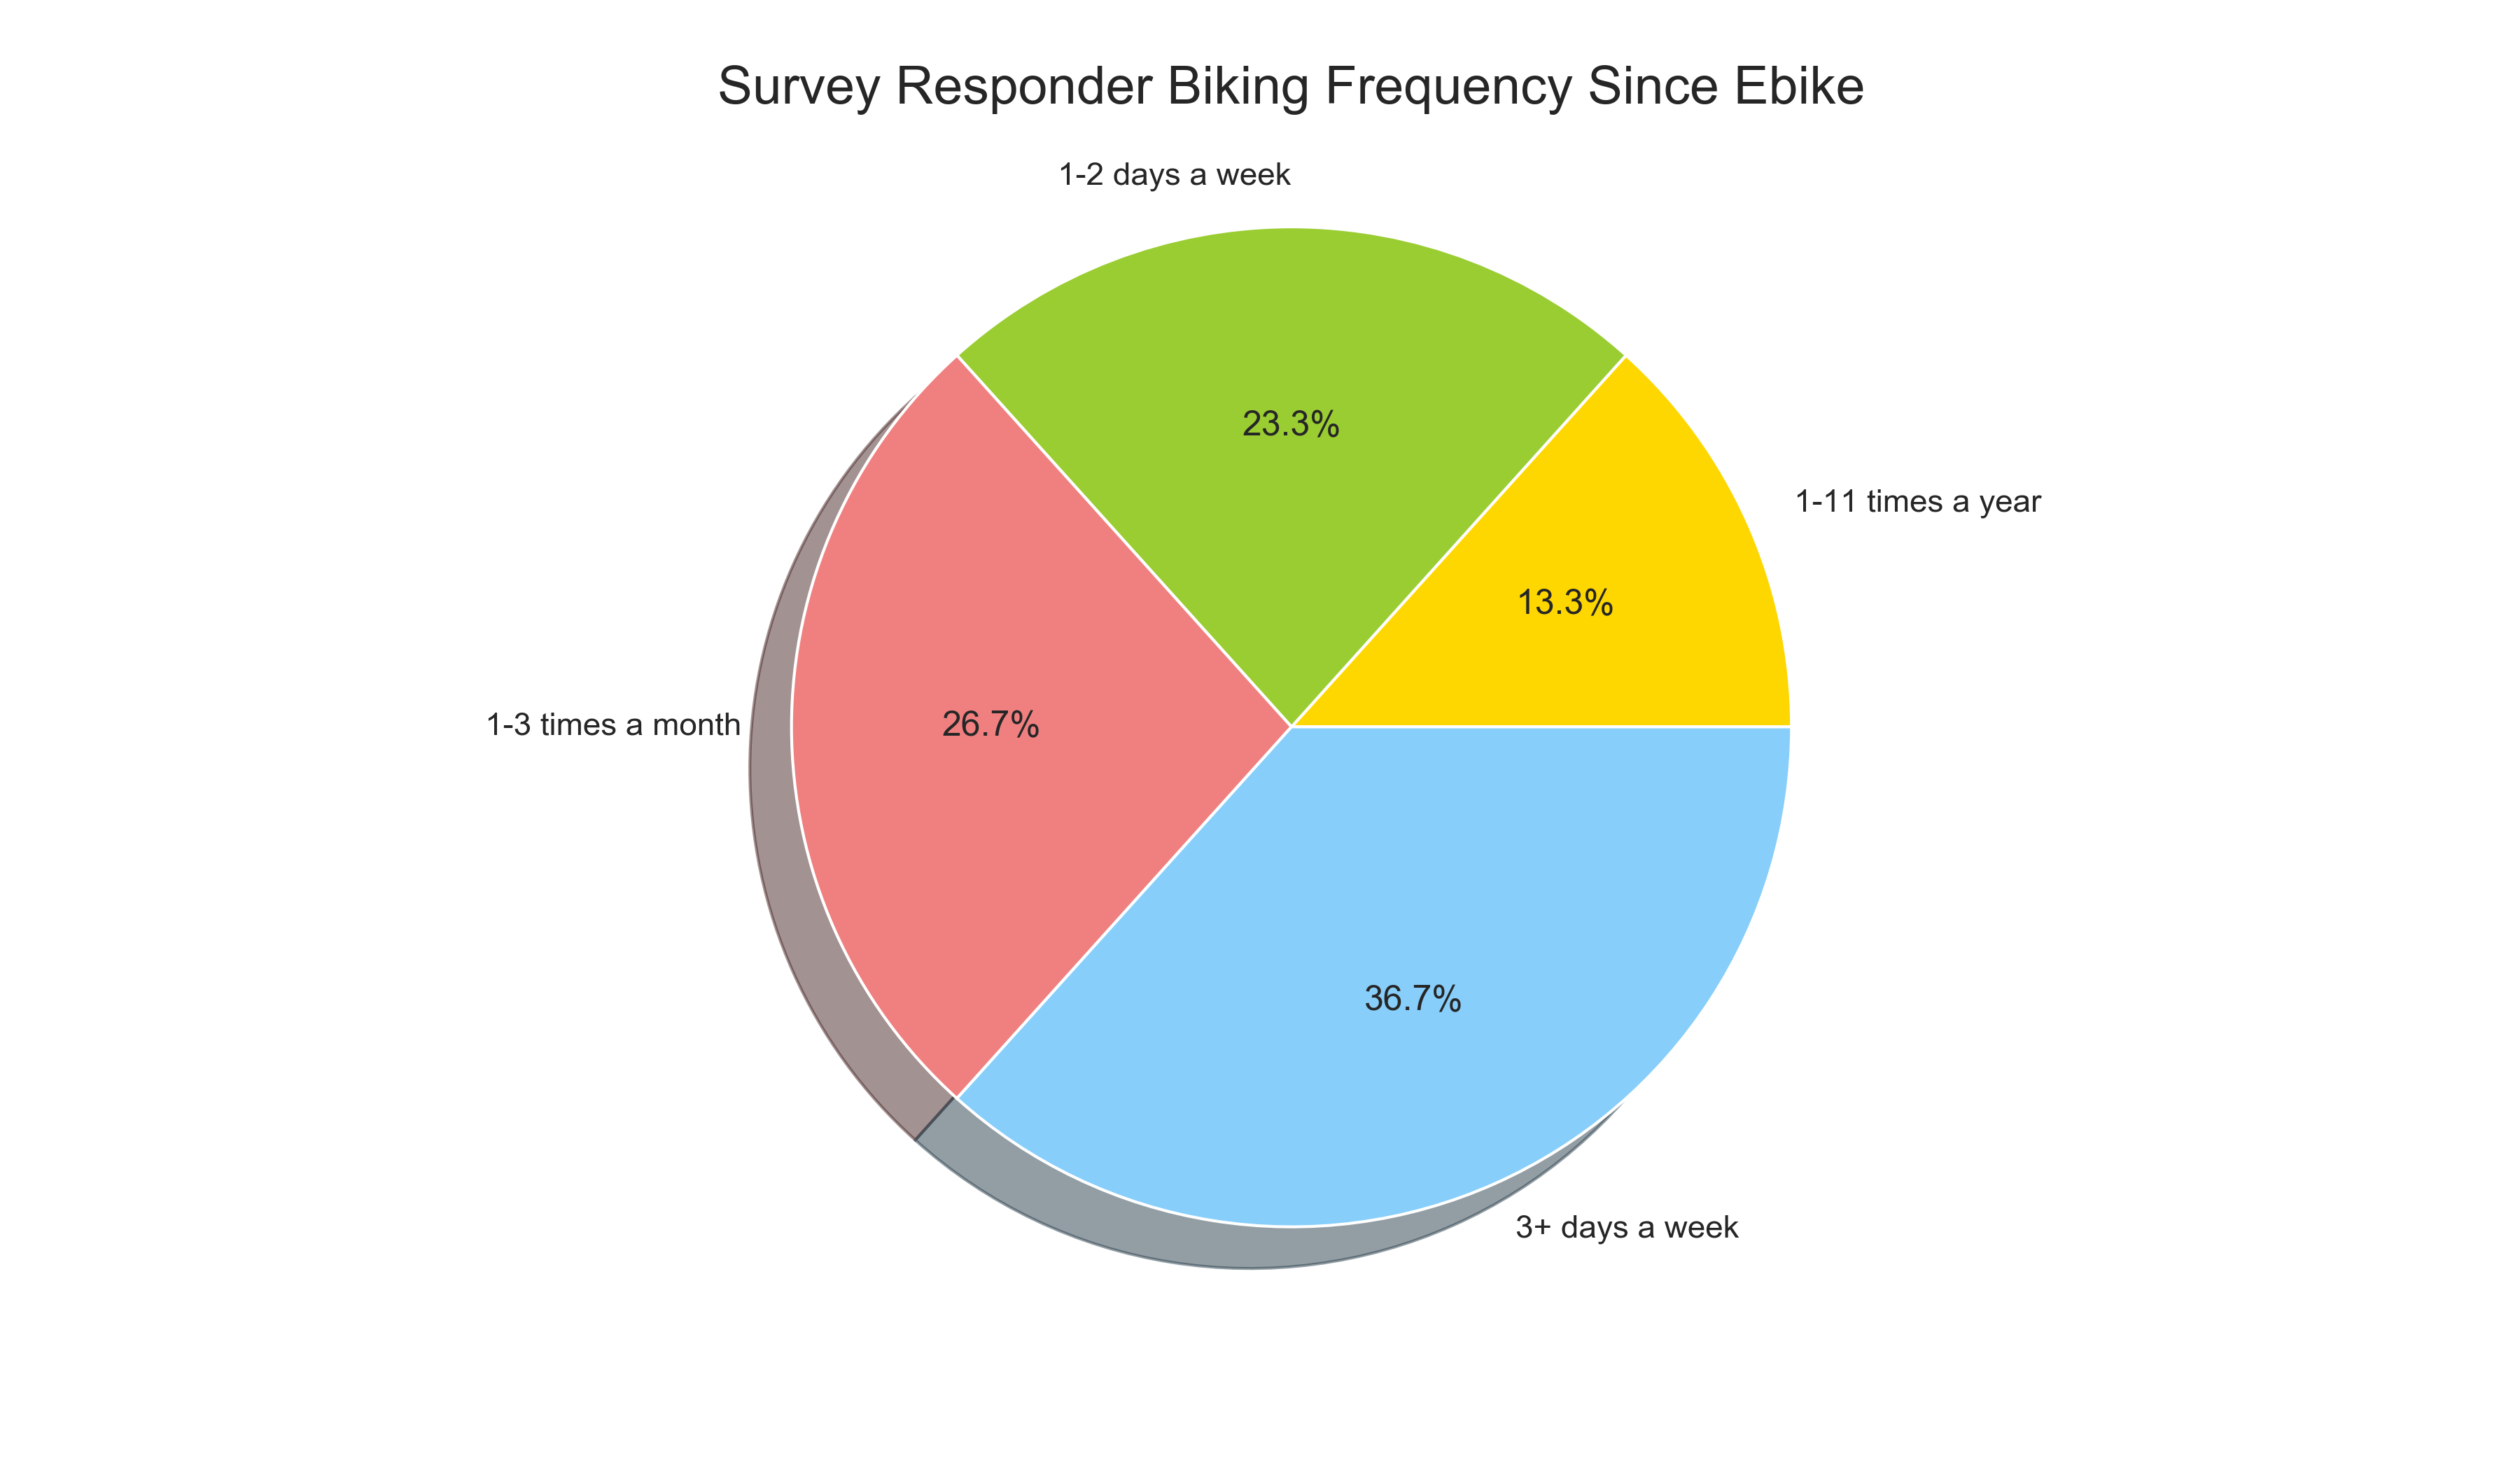 Survey Responder Biking Frequency Since Ebike
1-2 days a week
23.3%
1-11 times a year
13.3%
1-3 times a month
26.7%
36.7%
3+ days a week